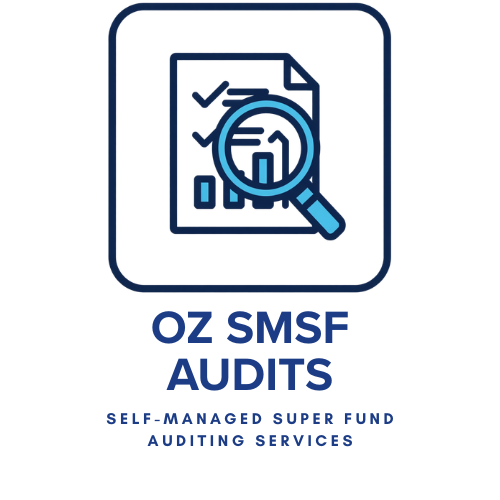 OZ SMSF
AUDITS
SELF-MANAGED SUPER FUND
AUDITING SERVICES